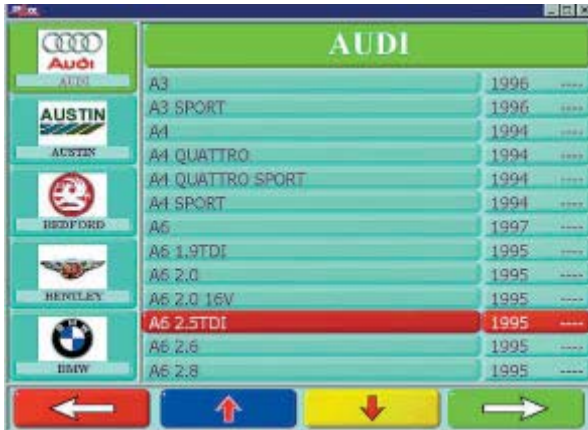 AUDI
Audi
AUDI
A3 1996 ----
A3 SPORT 1996 ----
AUSTIN
A4 1994 ----
AUSTIN
A4 QUATTRO 1994 ----
A4 QUATTRO SPORT 1994 ----
A4 SPORT 1994 ----
BEDFORD
A6 1997 ----
A6 1.9TDI 1995 ----
A6 2.0 1995 ----
BENTLEY
A6 2.0 16V 1995 ----
A6 2.5TDI 1995 ----
BMW
A6 2.6 1995 ----
A6 2.8 1995 ----